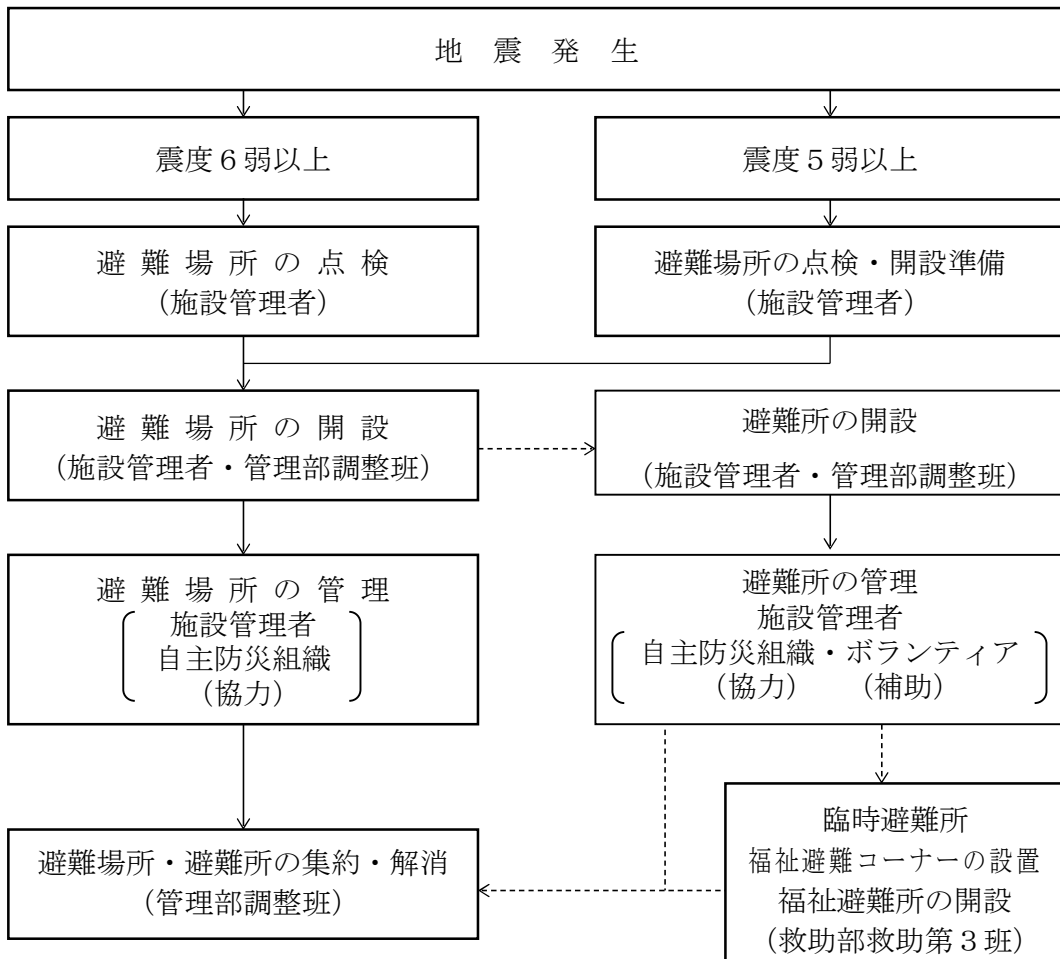 地　震　発　生
震度６弱以上
震度５弱以上
避 難 場 所 の 点 検
（施設管理者）
避難場所の点検・開設準備
（施設管理者）
避 難 場 所 の 開 設
（施設管理者・管理部調整班）
避難所の開設
（施設管理者・管理部調整班）
避 難 場 所 の 管 理
施設管理者
自主防災組織
（協力）
避難所の管理
施設管理者
自主防災組織・ボランティア
（協力）　（補助）
避難場所・避難所の集約・解消
（管理部調整班）
臨時避難所
福祉避難コーナーの設置
福祉避難所の開設
（救助部救助第３班）